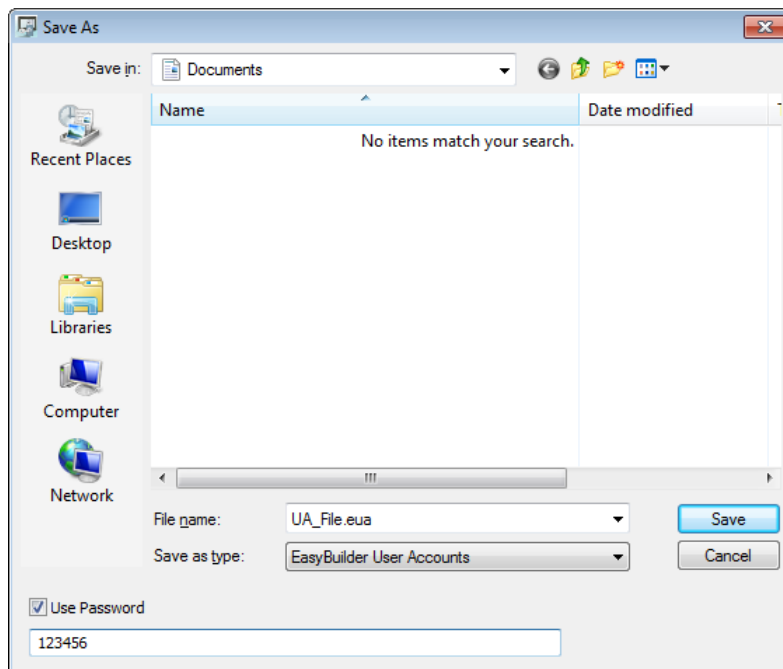 Save As
Save in: Documents
Name Date modified
No items match your search.
Recent Places
Desktop
Libraries
Computer
Network
File name: UA_File.eua Save
Save as type: EasyBuilder User Accounts Cancel
Use Password
123456